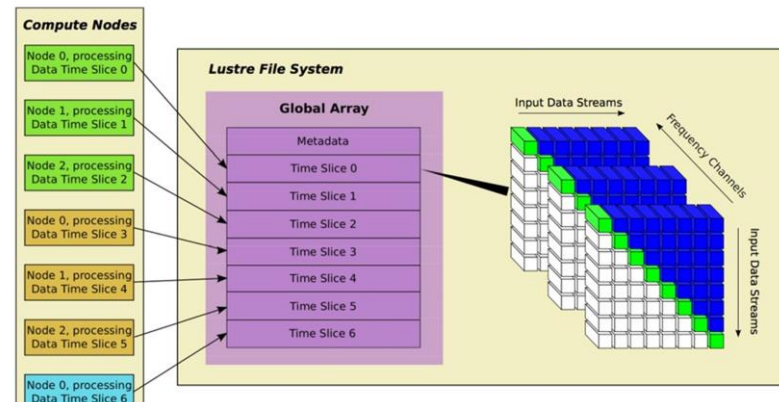 Compute Nodes
Node 0, processing
Data Time Slice 0
Node 1, processing
Data Time Slice 1
Node 2, processing
Data Time Slice 2
Node 0, processing
Data Time Slice 3
Node 1, processing
Data Time Slice 4
Node 2, processing
Data Time Slice 5
Node 0, processing
Data Time Slice 6
Lustre File System
Global Array
Metadata
Time Slice 0
Time Slice 1
Time Slice 2
Time Slice 3
Time Slice 4
Time Slice 5
Time Slice 6
Input Data Streams
Frequency Channels
Input Data Streams